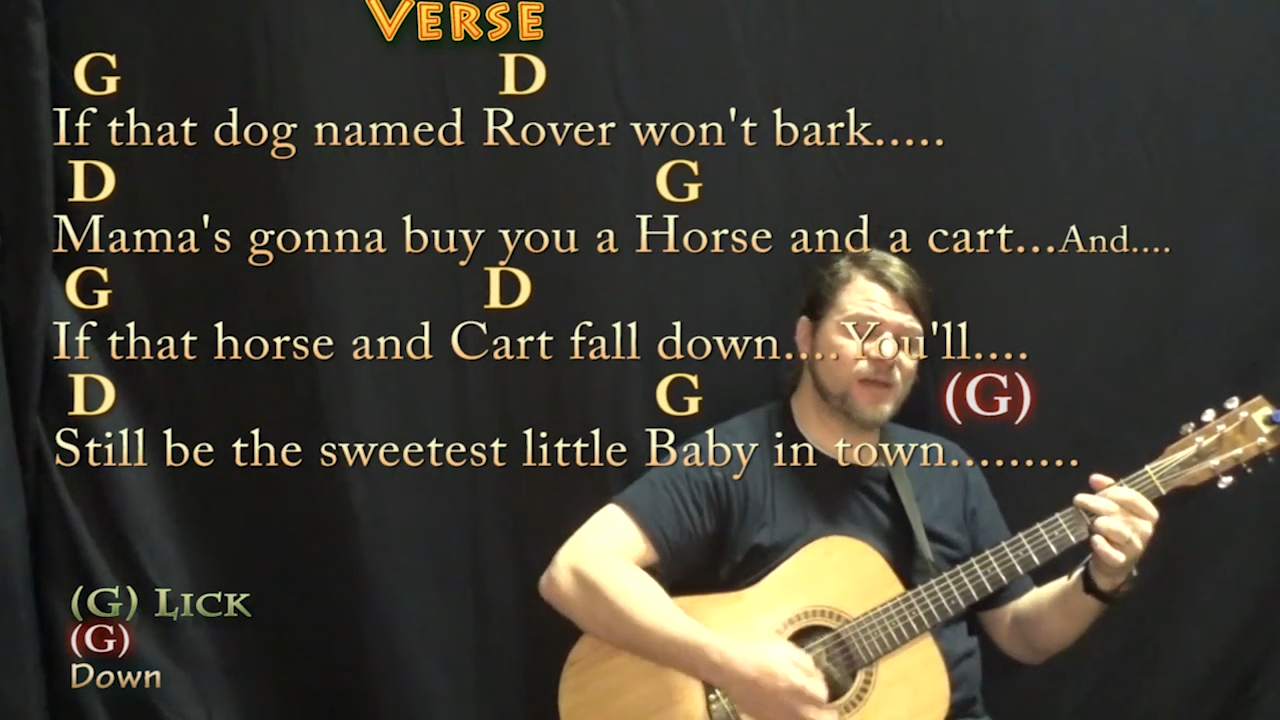 VERSE
G D
If that dog named Rover won't bark.....
D G
Mama's gonna buy you a Horse and a cart...And....
G D
If that horse and Cart fall down....You'll....
D G (G)
Still be the sweetest little Baby in town.........
(G) LICK
(G)
Down